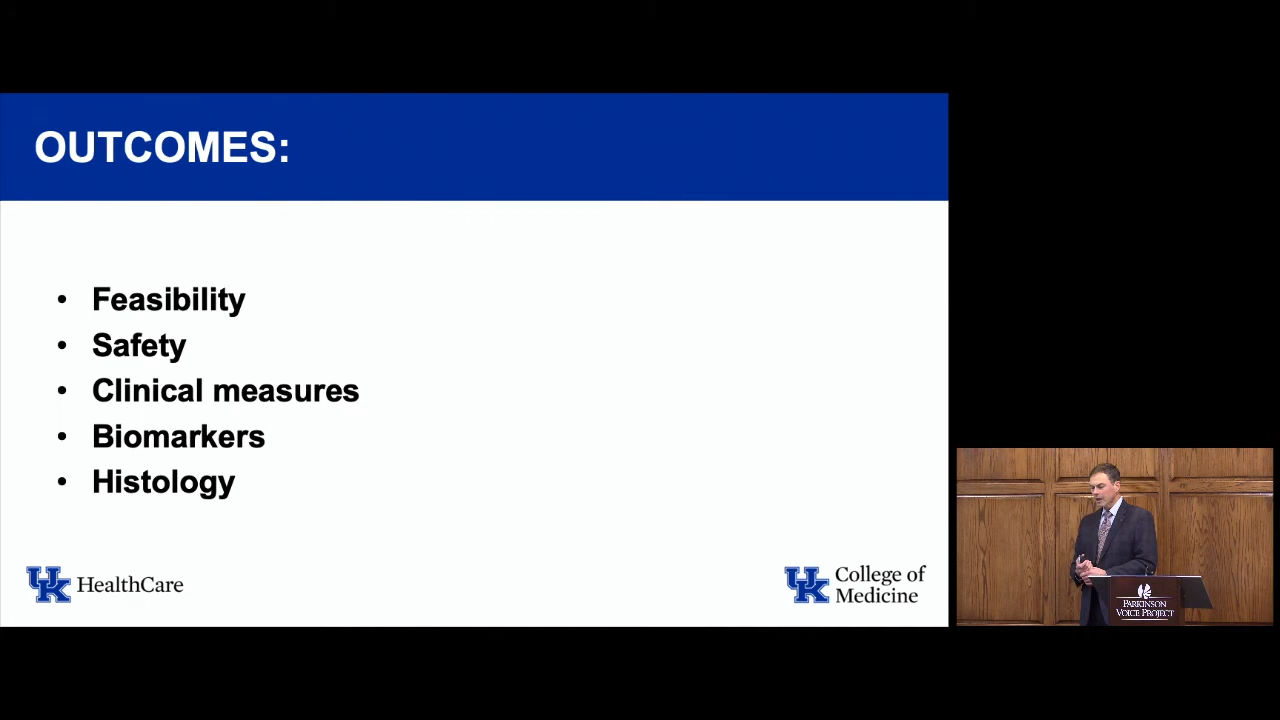 OUTCOMES:
• Feasibility
• Safety
• Clinical measures
• Biomarkers
• Histology
UK HealthCare
UK College of
Medicine
PARKINSON
VOICE PROJECT